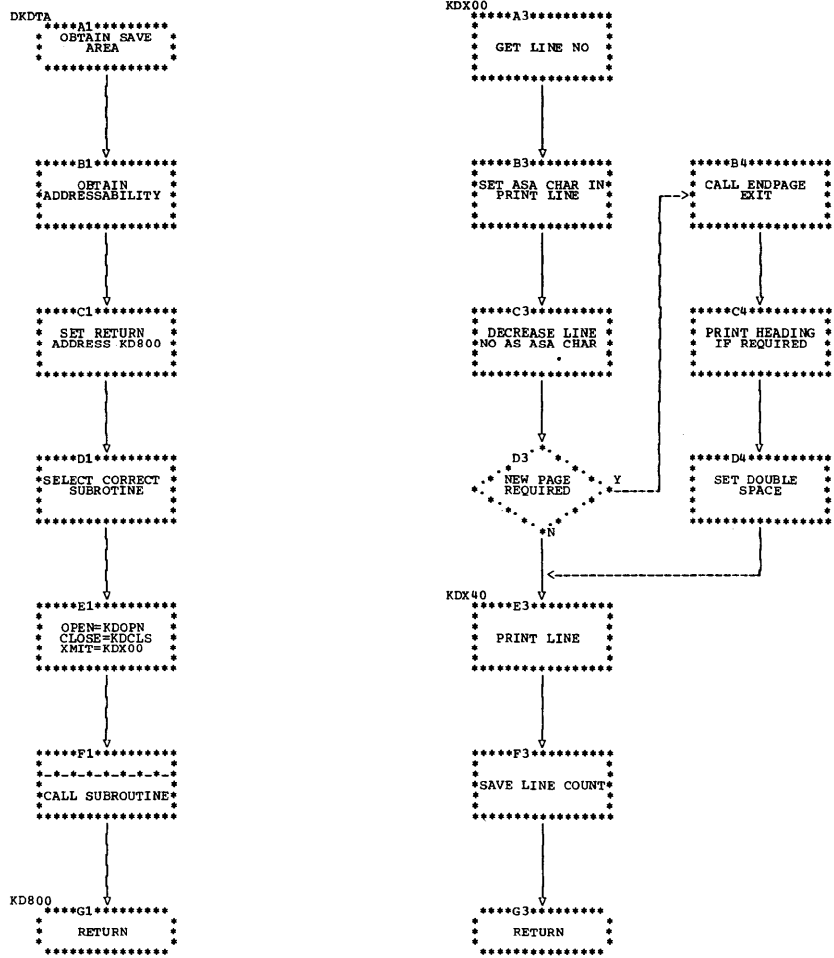 DKDTA
A1
OBTAIN SAVE
AREA
B1
OBTAIN
ADDRESSABILITY
C1
SET RETURN
ADDRESS KD800
D1
SELECT CORRECT
SUBROTINE
E1
OPEN=KDOPN
CLOSE=KDCLS
XMIT=KDX00
F1
CALL SUBROUTINE
KD800
G1
RETURN
KDX00
A3
GET LINE NO
B3
SET ASA CHAR IN
PRINT LINE
C3
DECREASE LINE
NO AS ASA CHAR
D3
NEW PAGE
REQUIRED
Y
N
B4
CALL ENDPAGE
EXIT
C4
PRINT HEADING
IF REQUIRED
D4
SET DOUBLE
SPACE
KDX40
E3
PRINT LINE
F3
SAVE LINE COUNT
G3
RETURN